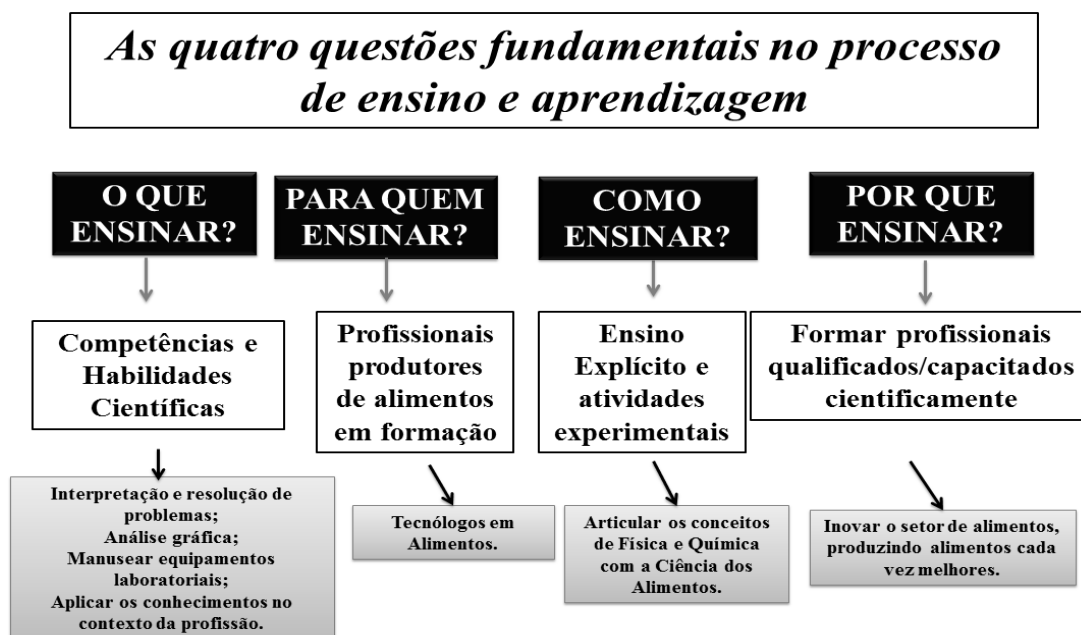 As quatro questões fundamentais no processo
de ensino e aprendizagem
O QUE
ENSINAR?
Competências e
Habilidades
Científicas
Interpretação e resolução de
problemas;
Análise gráfica;
Manusear equipamentos
laboratoriais;
Aplicar os conhecimentos no
contexto da profissão.
PARA QUEM
ENSINAR?
Profissionais
produtores
de alimentos
em formação
Tecnólogos em
Alimentos.
COMO
ENSINAR?
Ensino
Explícito e
atividades
experimentais
Articular os conceitos
de Física e Química
com a Ciência dos
Alimentos.
POR QUE
ENSINAR?
Formar profissionais
qualificados/capacitados
cientificamente
Inovar o setor de alimentos,
produzindo alimentos cada
vez melhores.